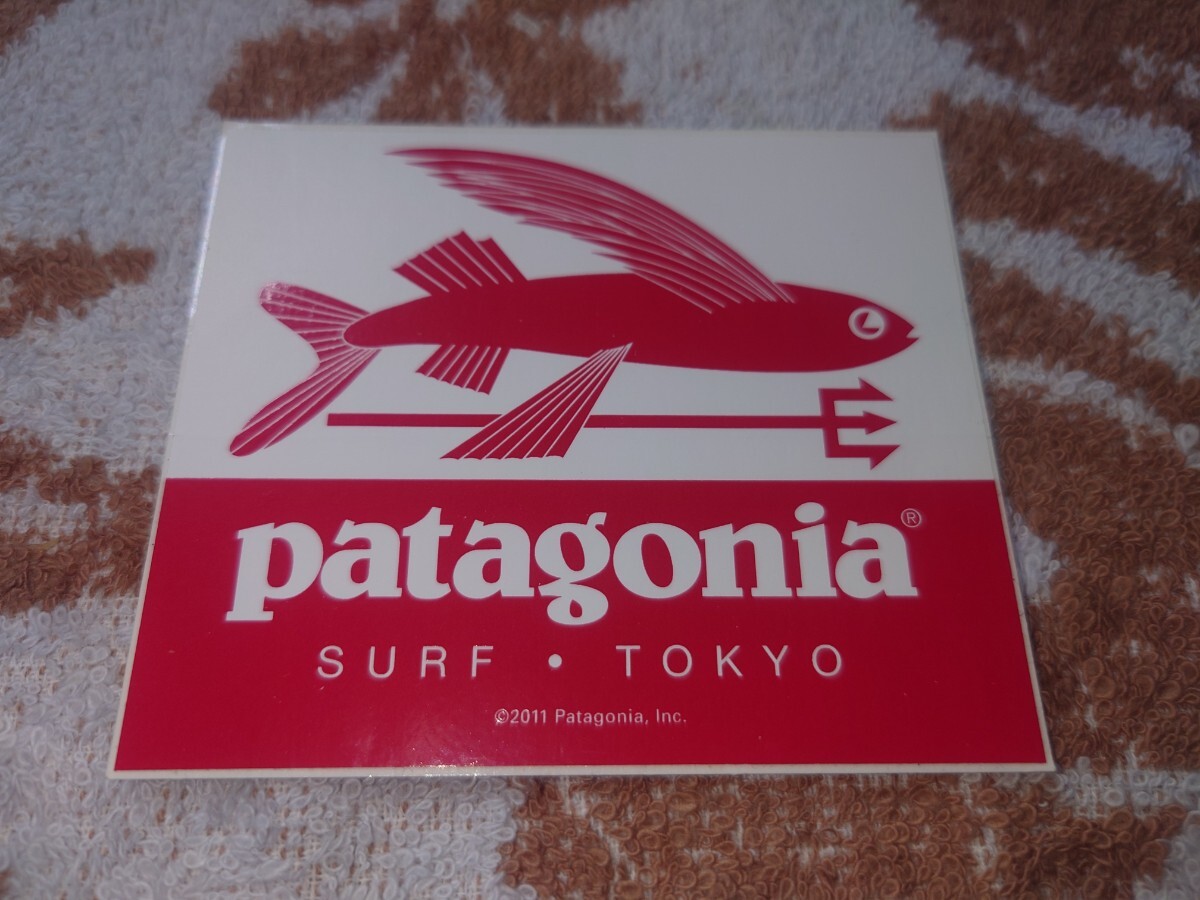 patagonia®
SURF • TOKYO
©2011 Patagonia, Inc.